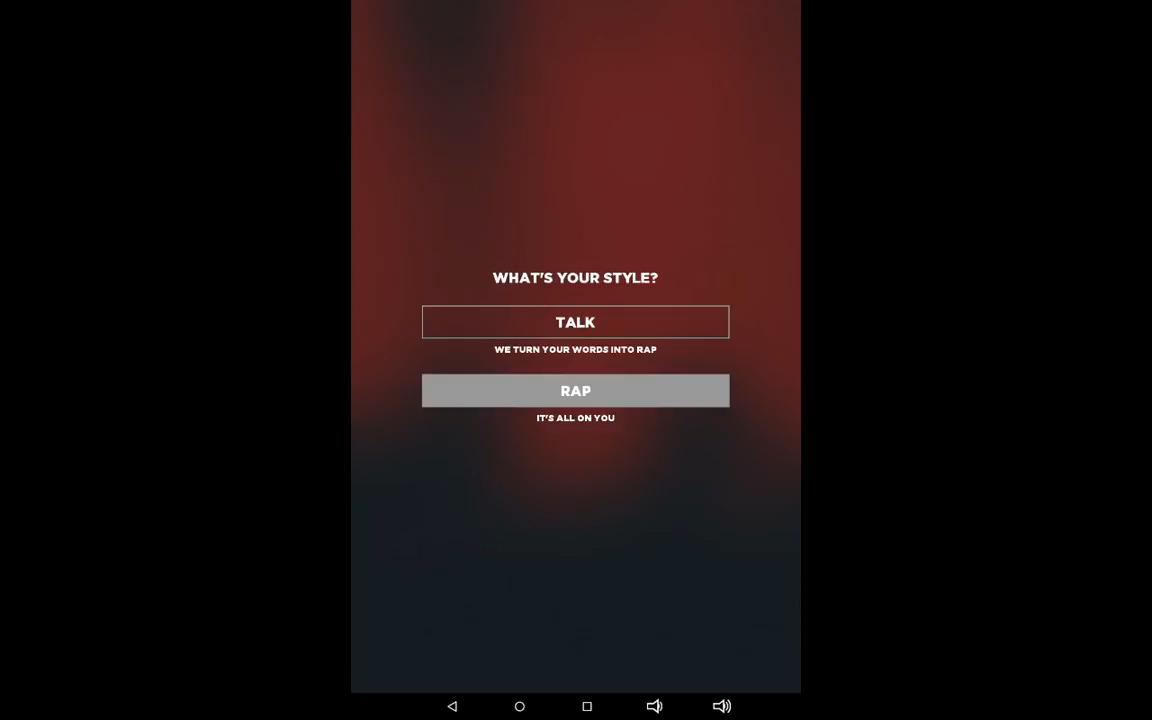 WHAT'S YOUR STYLE?
TALK
WE TURN YOUR WORDS INTO RAP
RAP
IT'S ALL ON YOU